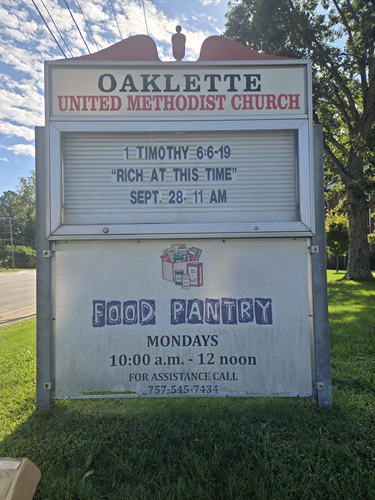 OAKLETTE
UNITED METHODIST CHURCH
1 TIMOTHY 6:6-19
"RICH AT THIS TIME"
SEPT. 28, 11 AM
FOOD PANTRY
MONDAYS
10:00 a.m. - 12 noon
FOR ASSISTANCE CALL
757-545-7434